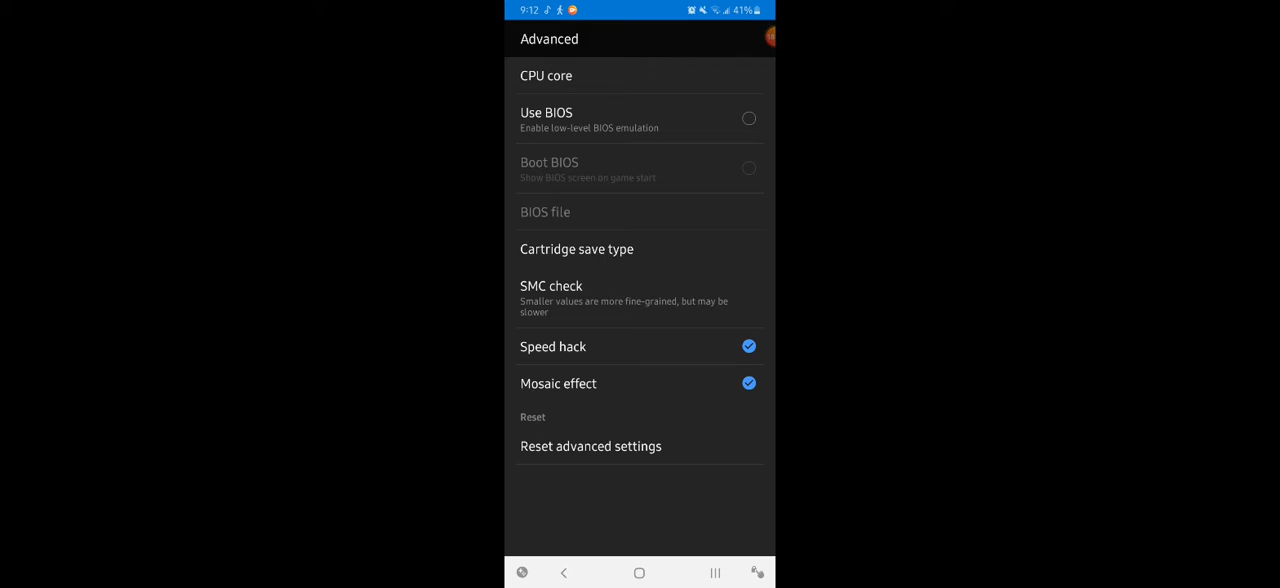 9:12
41%
Advanced
CPU core
Use BIOS
Enable low-level BIOS emulation
Boot BIOS
Show BIOS screen on game start
BIOS file
Cartridge save type
SMC check
Smaller values are more fine-grained, but may be
slower
Speed hack
Mosaic effect
Reset
Reset advanced settings